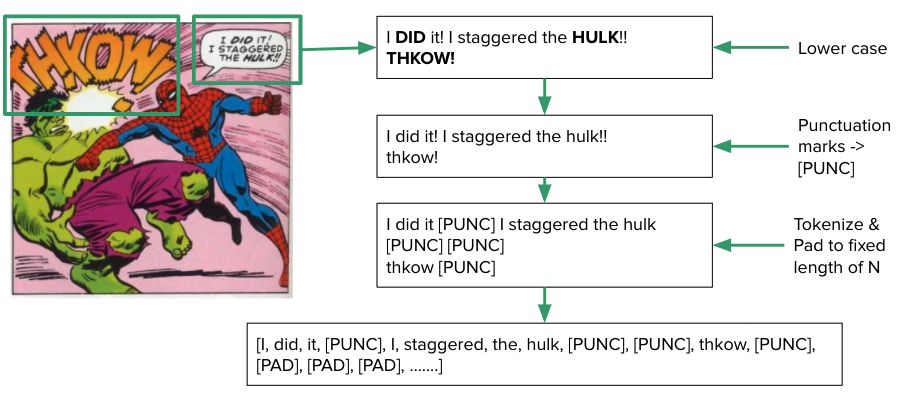 THKOW!
I DID IT!
I STAGGERED
THE HULK!!
I DID it! I staggered the HULK!!
THKOW!
Lower case
I did it! I staggered the hulk!!
thkow!
Punctuation
marks ->
[PUNC]
I did it [PUNC] I staggered the hulk
[PUNC] [PUNC]
thkow [PUNC]
Tokenize &
Pad to fixed
length of N
[I, did, it, [PUNC], I, staggered, the, hulk, [PUNC], [PUNC], thkow, [PUNC],
[PAD], [PAD], [PAD], .......]